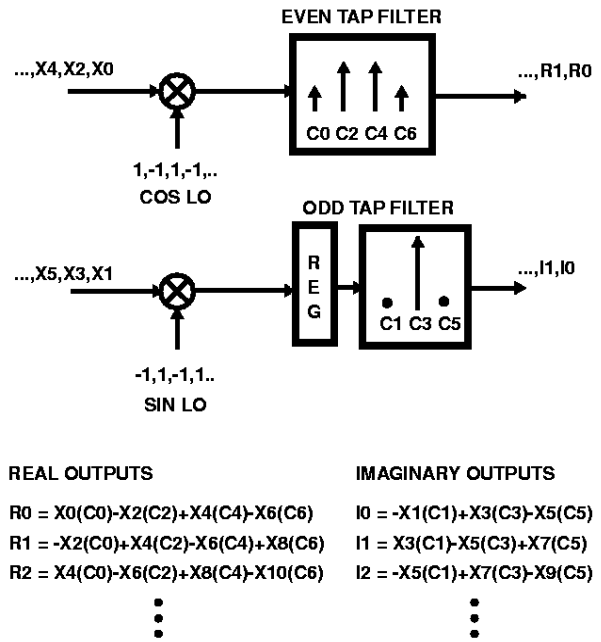 EVEN TAP FILTER
...,X4,X2,X0
...,R1,R0
C0 C2 C4 C6
1,-1,1,-1,..
COS LO
ODD TAP FILTER
...,X5,X3,X1
REG
...,I1,I0
C1 C3 C5
-1,1,-1,1..
SIN LO
REAL OUTPUTS
R0 = X0(C0)-X2(C2)+X4(C4)-X6(C6)
R1 = -X2(C0)+X4(C2)-X6(C4)+X8(C6)
R2 = X4(C0)-X6(C2)+X8(C4)-X10(C6)
IMAGINARY OUTPUTS
I0 = -X1(C1)+X3(C3)-X5(C5)
I1 = X3(C1)-X5(C3)+X7(C5)
I2 = -X5(C1)+X7(C3)-X9(C5)